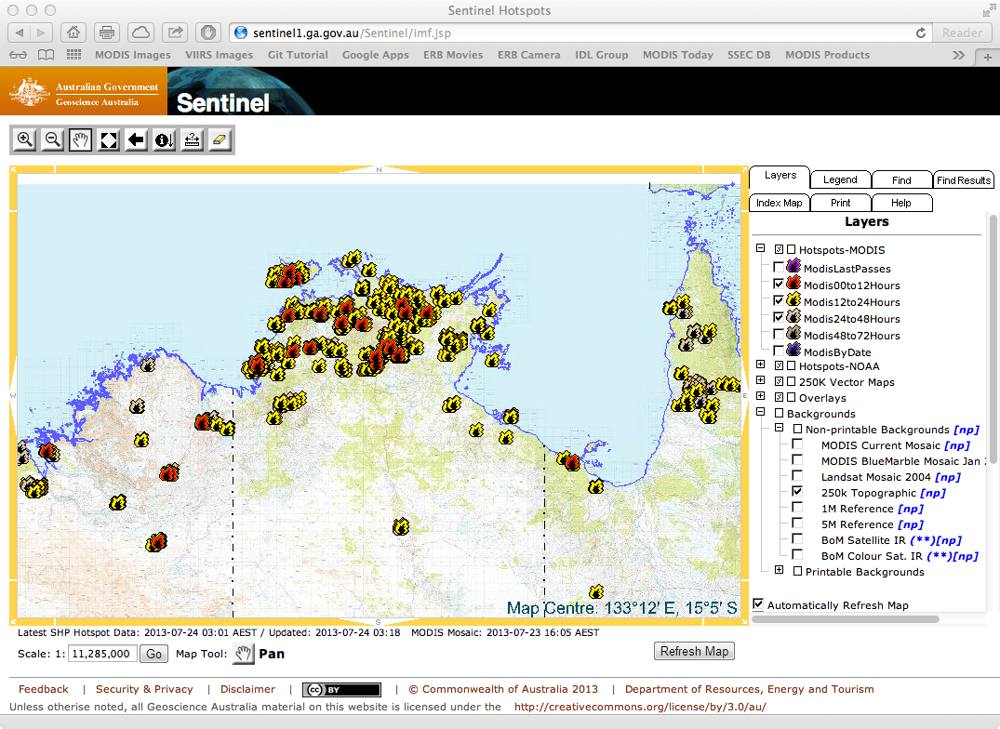 Sentinel Hotspots
sentinel1.ga.gov.au/Sentinel/imf.jsp
Reader
MODIS Images VIIRS Images Git Tutorial Google Apps ERB Movies ERB Camera IDL Group MODIS Today SSEC DB MODIS Products
Australian Government
Geoscience Australia
Sentinel
N
W
E
S
Map Centre: 133°12' E, 15°5' S
Layers Legend Find Find Results
Index Map Print Help
Layers
Hotspots-MODIS
ModisLastPasses
Modis00to12Hours
Modis12to24Hours
Modis24to48Hours
Modis48to72Hours
ModisByDate
Hotspots-NOAA
250K Vector Maps
Overlays
Backgrounds
Non-printable Backgrounds [np]
MODIS Current Mosaic [np]
MODIS BlueMarble Mosaic Jan
Landsat Mosaic 2004 [np]
250k Topographic [np]
1M Reference [np]
5M Reference [np]
BoM Satellite IR (**)[np]
BoM Colour Sat. IR (**)[np]
Printable Backgrounds
Automatically Refresh Map
Latest SHP Hotspot Data: 2013-07-24 03:01 AEST / Updated: 2013-07-24 03:18 MODIS Mosaic: 2013-07-23 16:05 AEST
Scale: 1: 11,285,000 Go Map Tool: Pan
Refresh Map
Feedback | Security & Privacy | Disclaimer | cc BY | © Commonwealth of Australia 2013 | Department of Resources, Energy and Tourism
Unless otherise noted, all Geoscience Australia material on this website is licensed under the http://creativecommons.org/license/by/3.0/au/